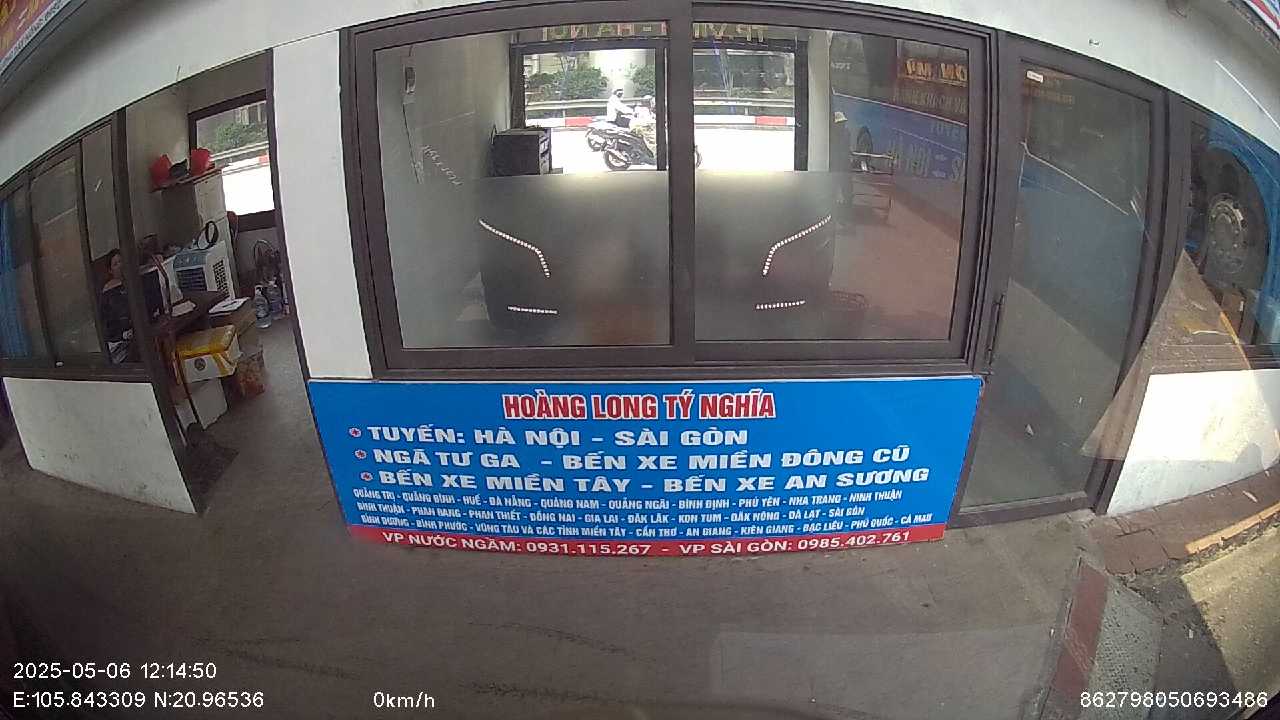 HOÀNG LONG TÝ NGHĨA
TUYẾN: HÀ NỘI - SÀI GÒN
NGÃ TƯ GA - BẾN XE MIỀN ĐÔNG CŨ
BẾN XE MIỀN TÂY - BẾN XE AN SƯƠNG
QUẢNG TRỊ - QUẢNG BÌNH - HUẾ - ĐÀ NẴNG - QUẢNG NAM - QUẢNG NGÃI - BÌNH ĐỊNH - PHÚ YÊN - NHA TRANG - NINH THUẬN
BÌNH THUẬN - PHAN RANG - PHAN THIẾT - ĐỒNG NAI - GIA LAI - ĐĂK LĂK - KON TUM - ĐĂK NÔNG - ĐÀ LẠT - SÀI GÒN
BÌNH DƯƠNG - BÌNH PHƯỚC - VŨNG TÀU VÀ CÁC TỈNH MIỀN TÂY - CẦN THƠ - AN GIANG - KIÊN GIANG - BẠC LIÊU - PHÚ QUỐC - CÀ MAU
VP NƯỚC NGẦM: 0931.115.267 - VP SÀI GÒN: 0985.402.761
2025-05-06 12:14:50
E:105.843309 N:20.96536
0km/h
862798050693486